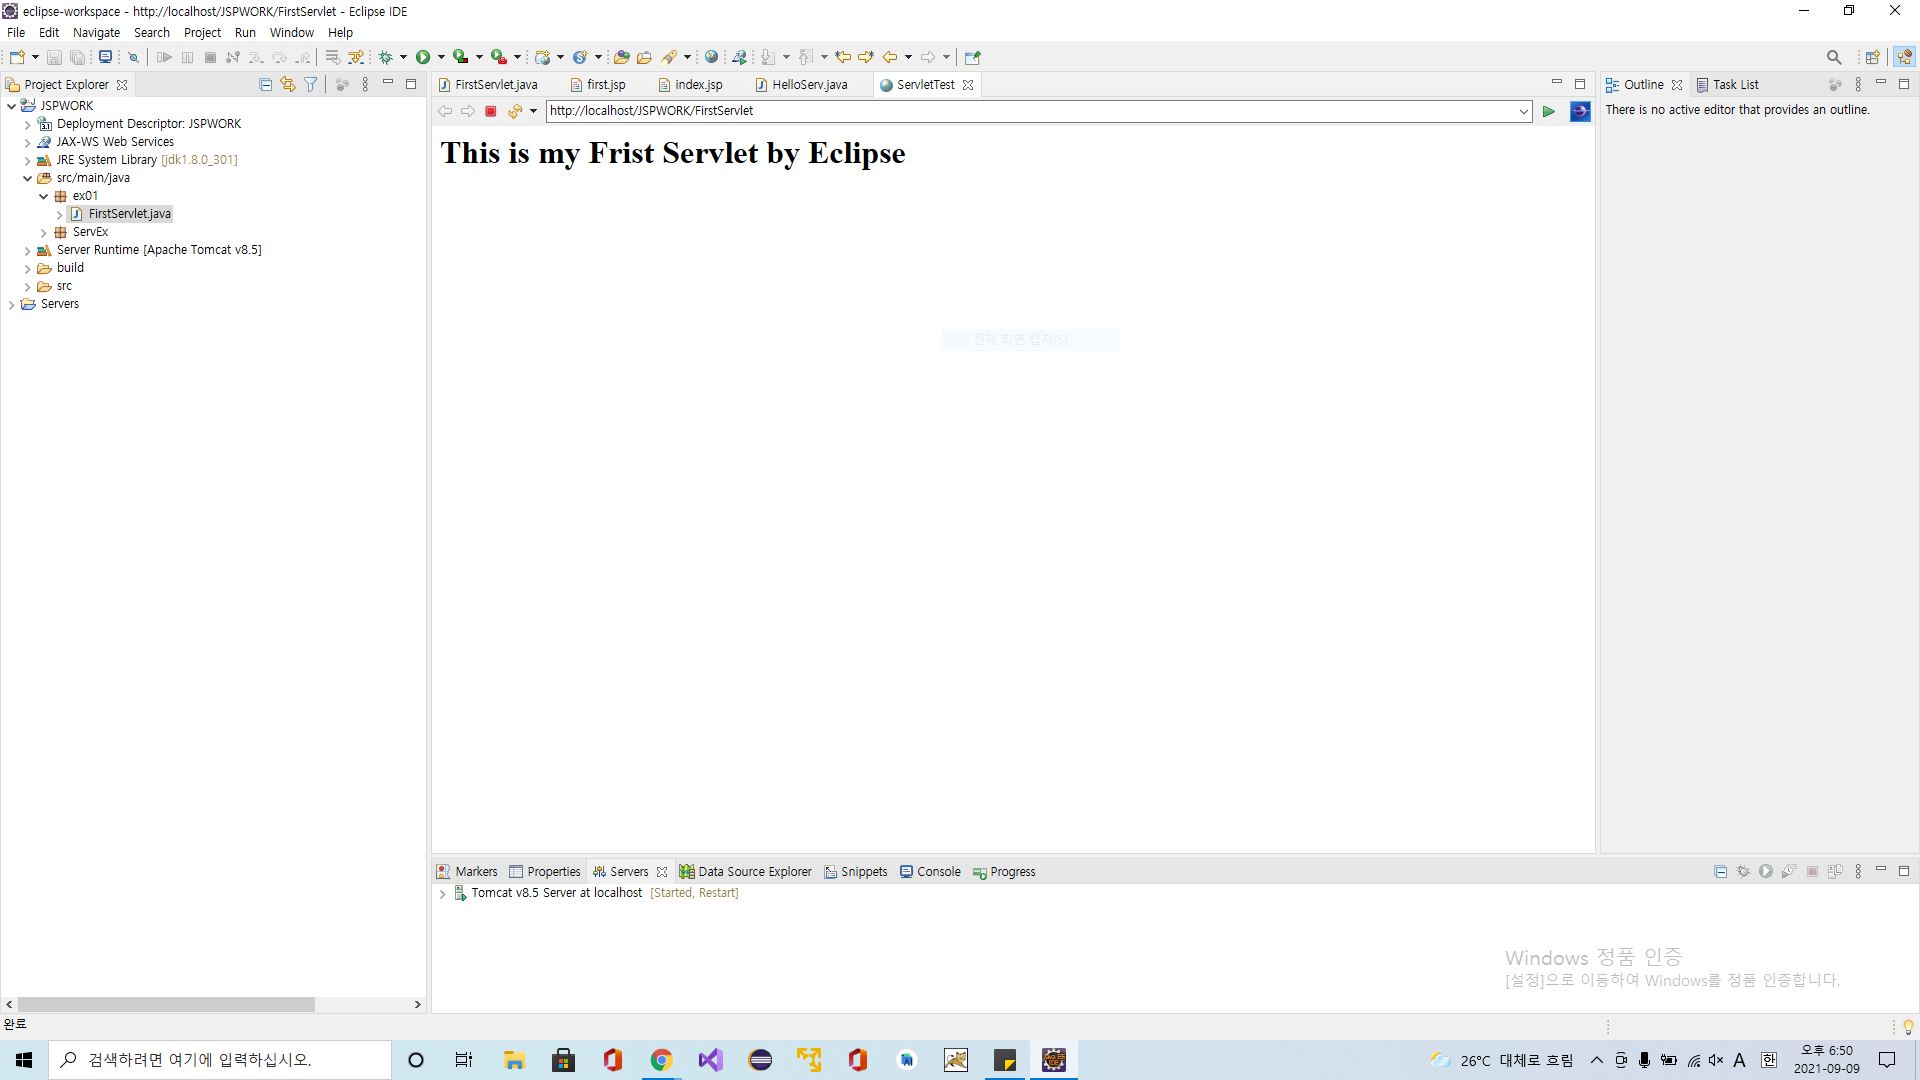 eclipse-workspace - http://localhost/JSPWORK/FirstServlet - Eclipse IDE
File Edit Navigate Search Project Run Window Help
Project Explorer
JSPWORK
Deployment Descriptor: JSPWORK
JAX-WS Web Services
JRE System Library [jdk1.8.0_301]
src/main/java
ex01
FirstServlet.java
ServEx
Server Runtime [Apache Tomcat v8.5]
build
src
Servers
FirstServlet.java first.jsp index.jsp HelloServ.java ServletTest
http://localhost/JSPWORK/FirstServlet
This is my Frist Servlet by Eclipse
전체 화면 캡처(S)
Outline Task List
There is no active editor that provides an outline.
Markers Properties Servers Data Source Explorer Snippets Console Progress
Tomcat v8.5 Server at localhost [Started, Restart]
Windows 정품 인증
[설정]으로 이동하여 Windows를 정품 인증합니다.
완료
검색하려면 여기에 입력하십시오.
26°C 대체로 흐림
A
한
오후 6:50
2021-09-09